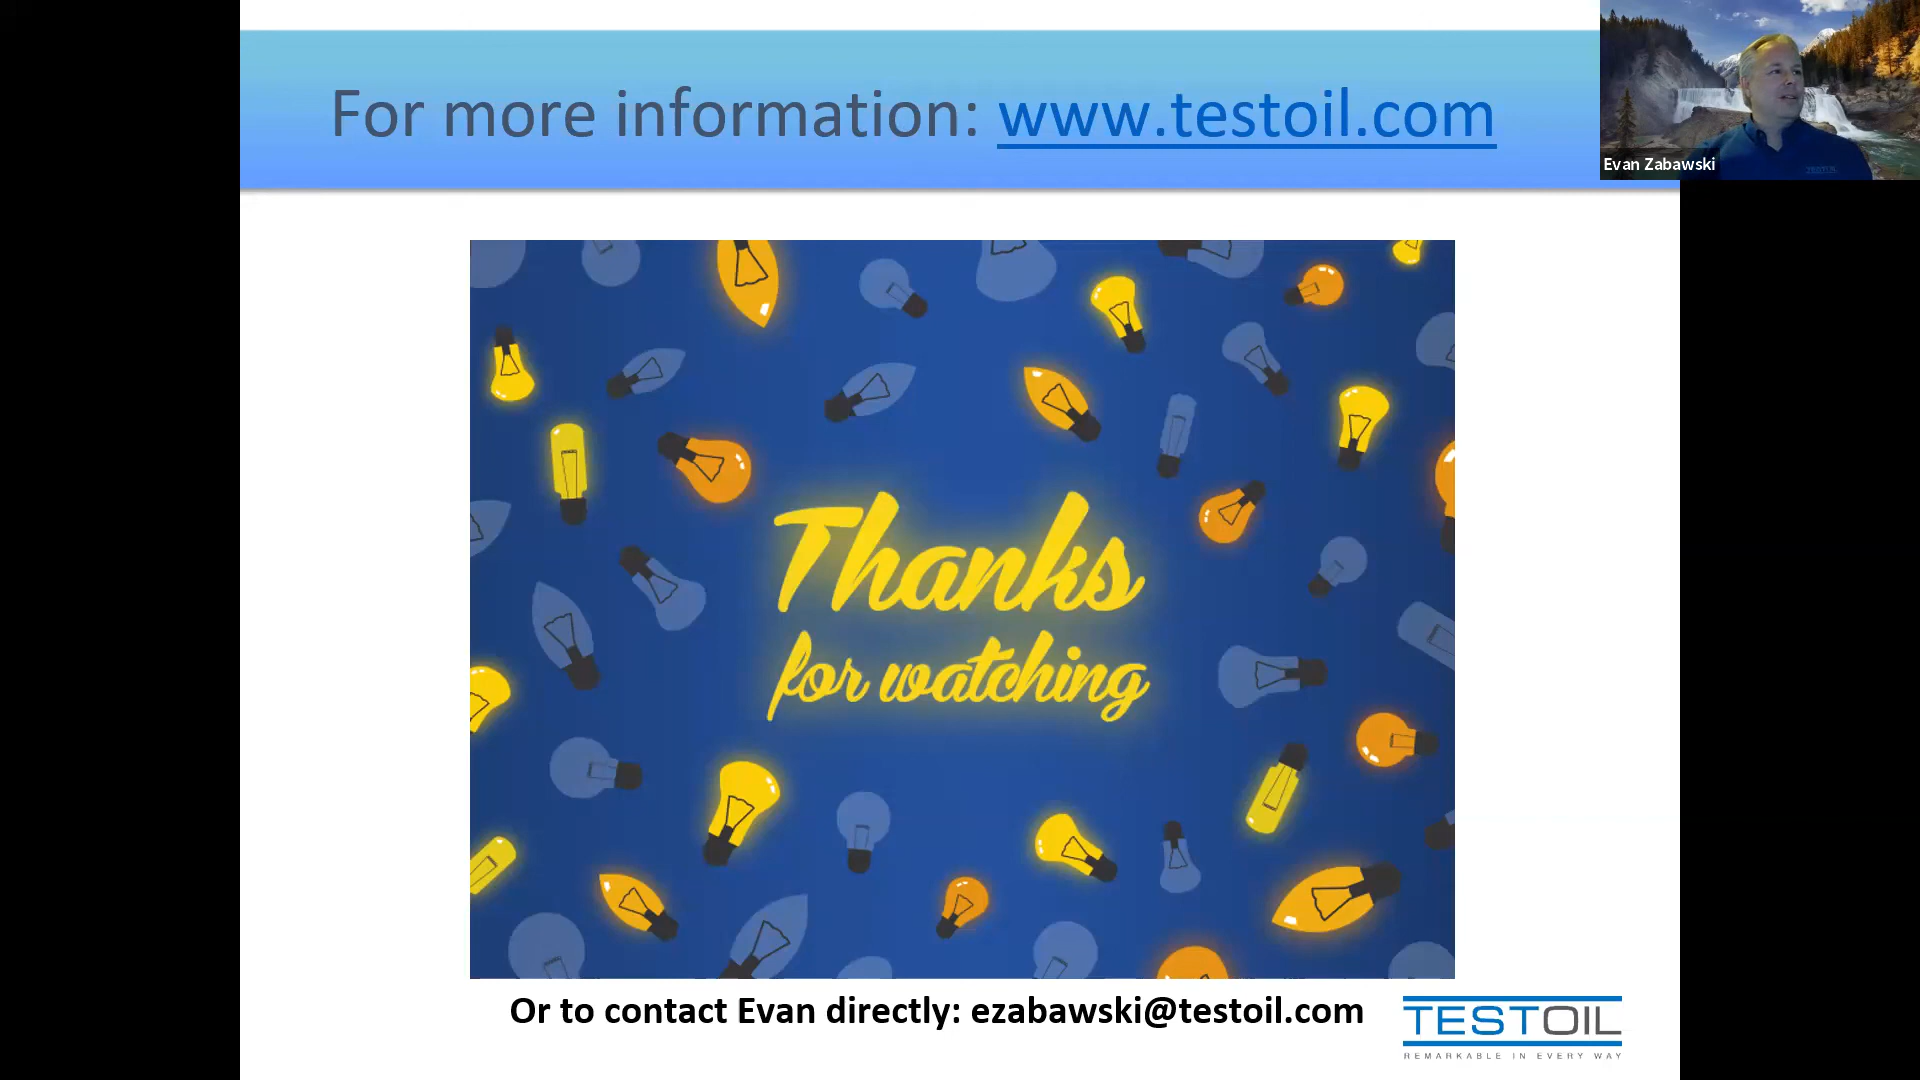 For more information: www.testoil.com
Evan Zabawski
TESTOIL
Thanks
for watching
Or to contact Evan directly: ezabawski@testoil.com
TESTOIL
REMARKABLE IN EVERY WAY